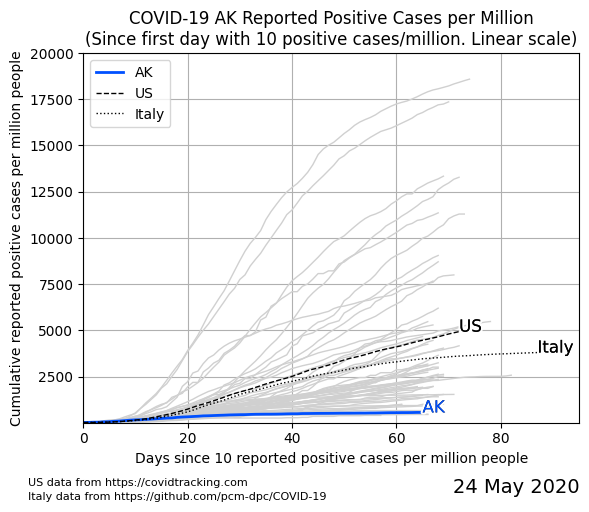 COVID-19 AK Reported Positive Cases per Million
(Since first day with 10 positive cases/million. Linear scale)
Cumulative reported positive cases per million people
20000
17500
15000
12500
10000
7500
5000
2500
AK
US
Italy
US
Italy
AK
0
20
40
60
80
Days since 10 reported positive cases per million people
US data from https://covidtracking.com
Italy data from https://github.com/pcm-dpc/COVID-19
24 May 2020